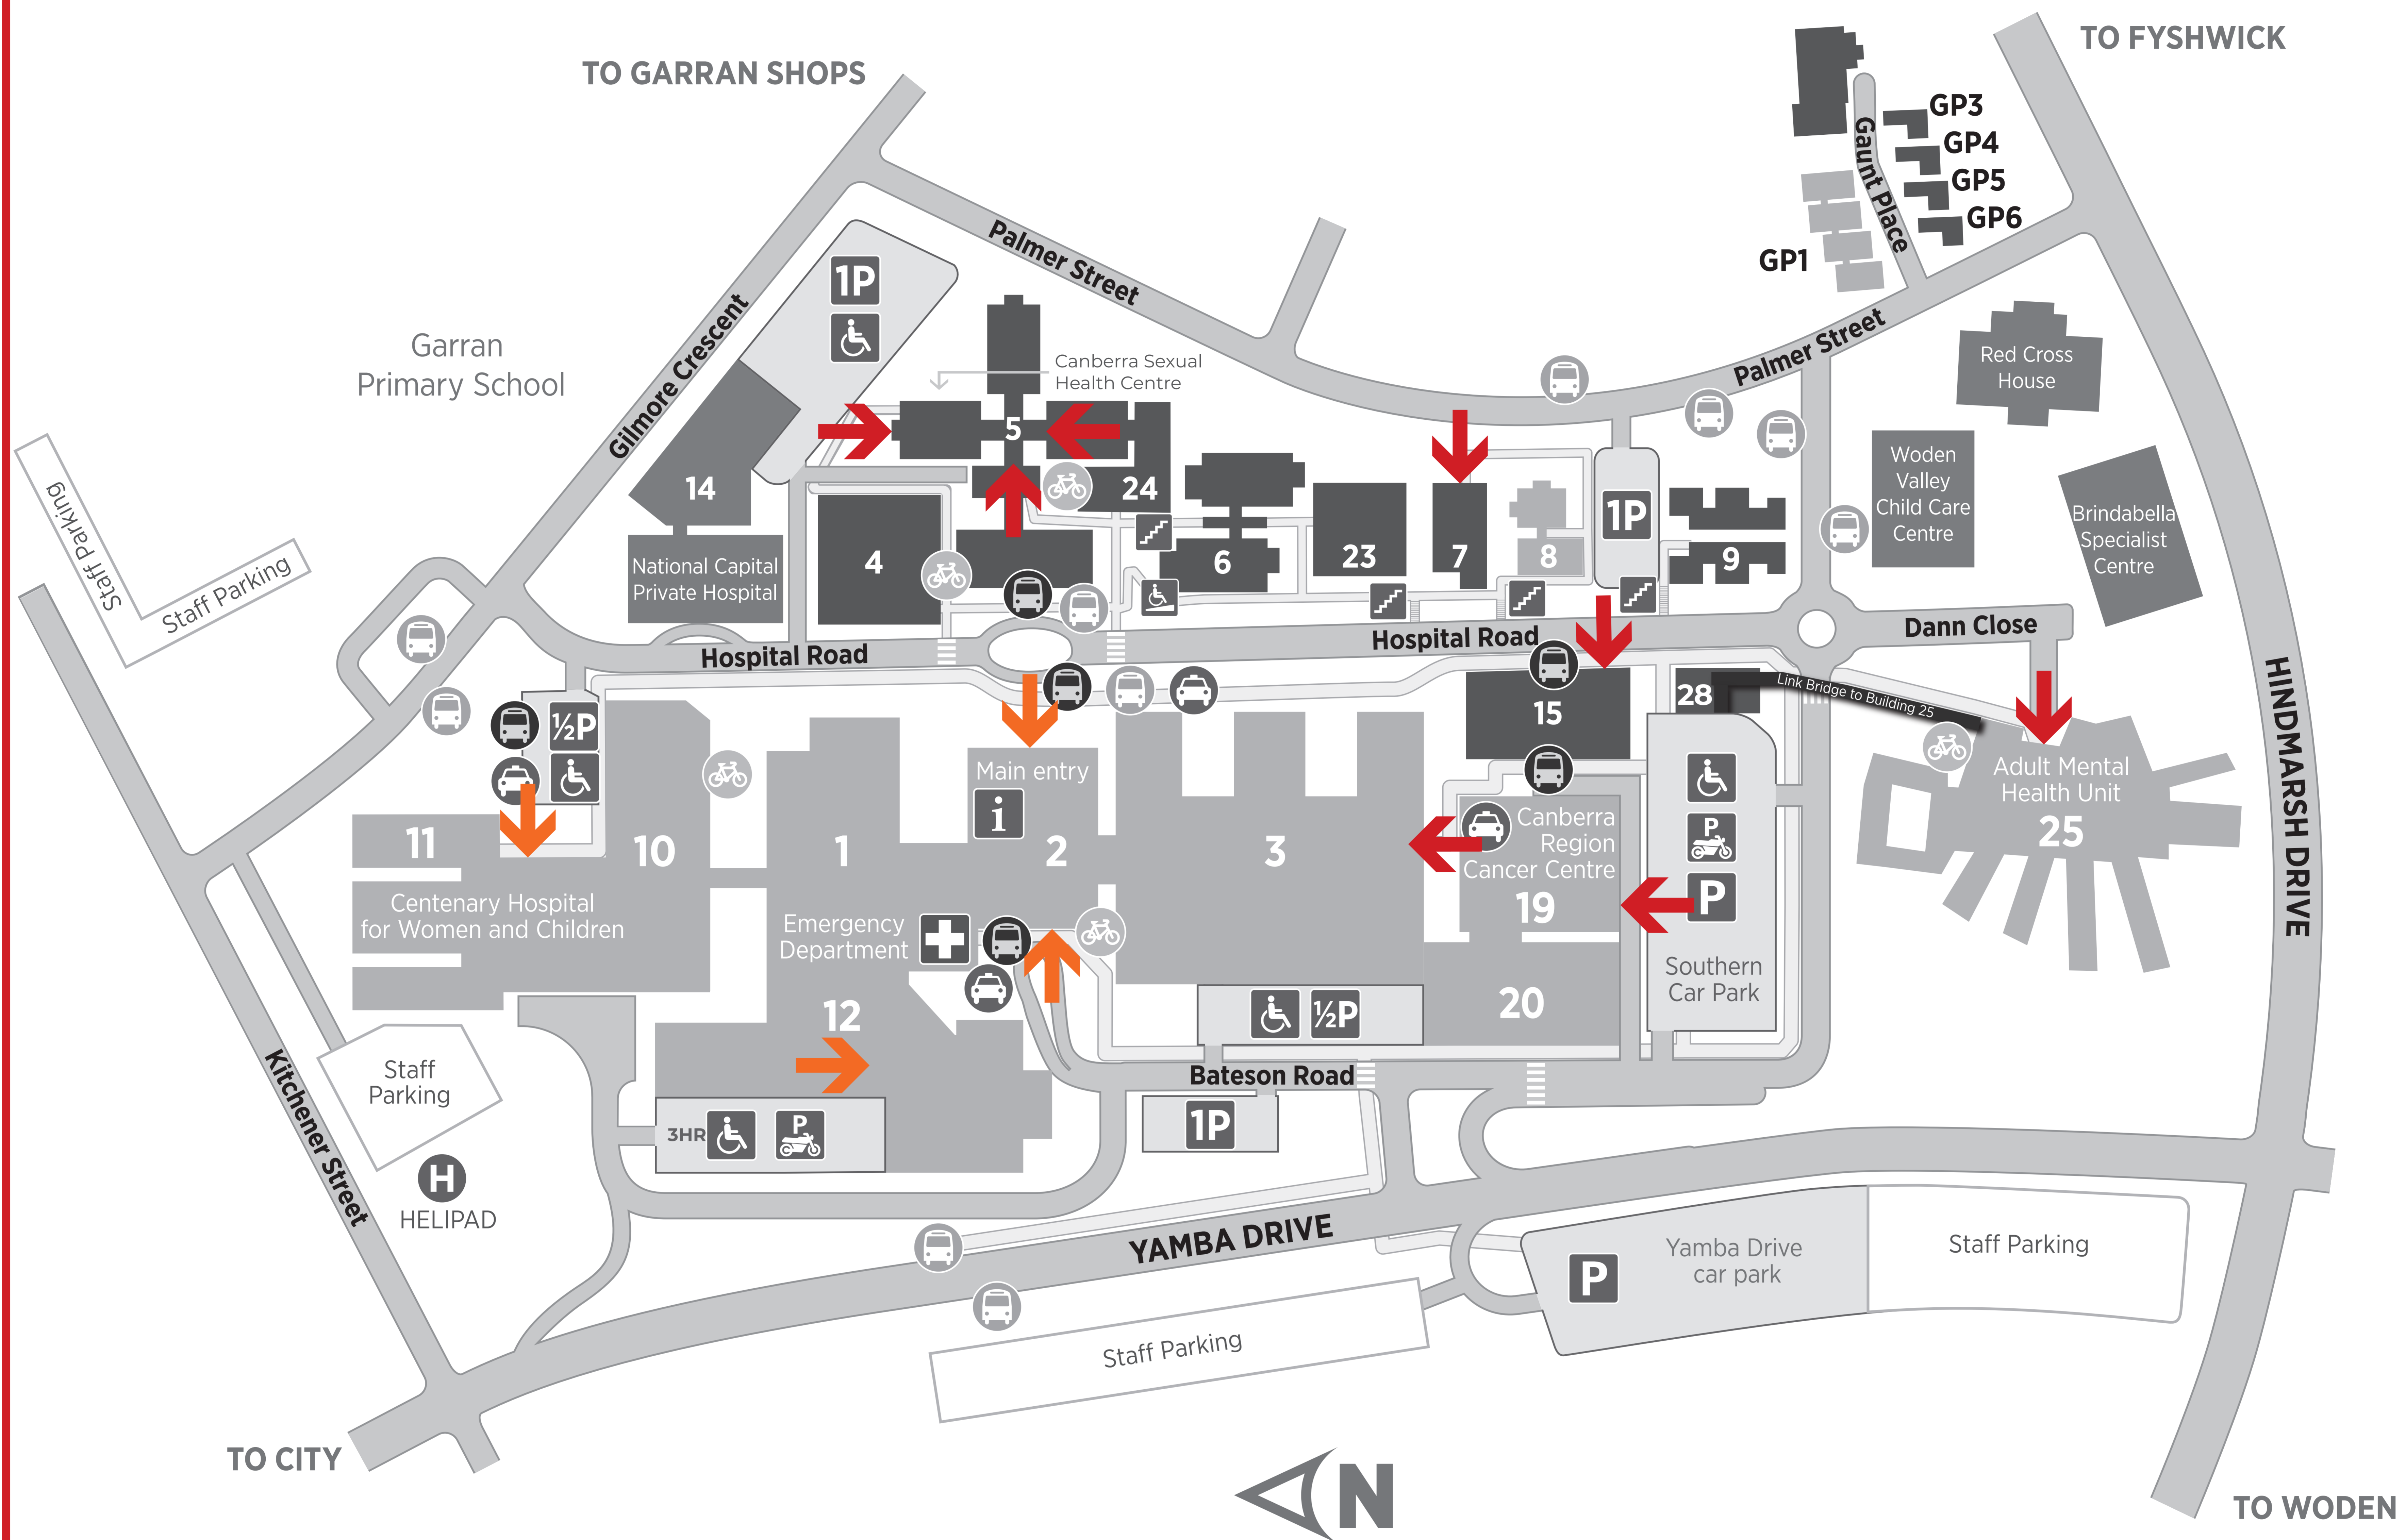 TO FYSHWICK
TO GARRAN SHOPS
GP3
GP4
GP5
GP6
GP1
Gaunt Place
Palmer Street
Palmer Street
Gilmore Crescent
1P
Garran
Primary School
Canberra Sexual
Health Centre
Red Cross
House
5
14
24
4
6
23
7
8
1P
9
Woden
Valley
Child Care
Centre
Brindabella
Specialist
Centre
National Capital
Private Hospital
Staff Parking
Staff Parking
Hospital Road
Hospital Road
Dann Close
HINDMARSH DRIVE
½P
15
28
Link Bridge to Building 25
Main entry
i
Adult Mental
Health Unit
25
11
10
1
2
3
Canberra
Region
Cancer Centre
19
P
P
Centenary Hospital
for Women and Children
Emergency
Department
Southern
Car Park
12
½P
20
Bateson Road
Staff
Parking
Kitchener Street
3HR
P
1P
H
HELIPAD
YAMBA DRIVE
P
Yamba Drive
car park
Staff Parking
Staff Parking
TO CITY
N
TO WODEN